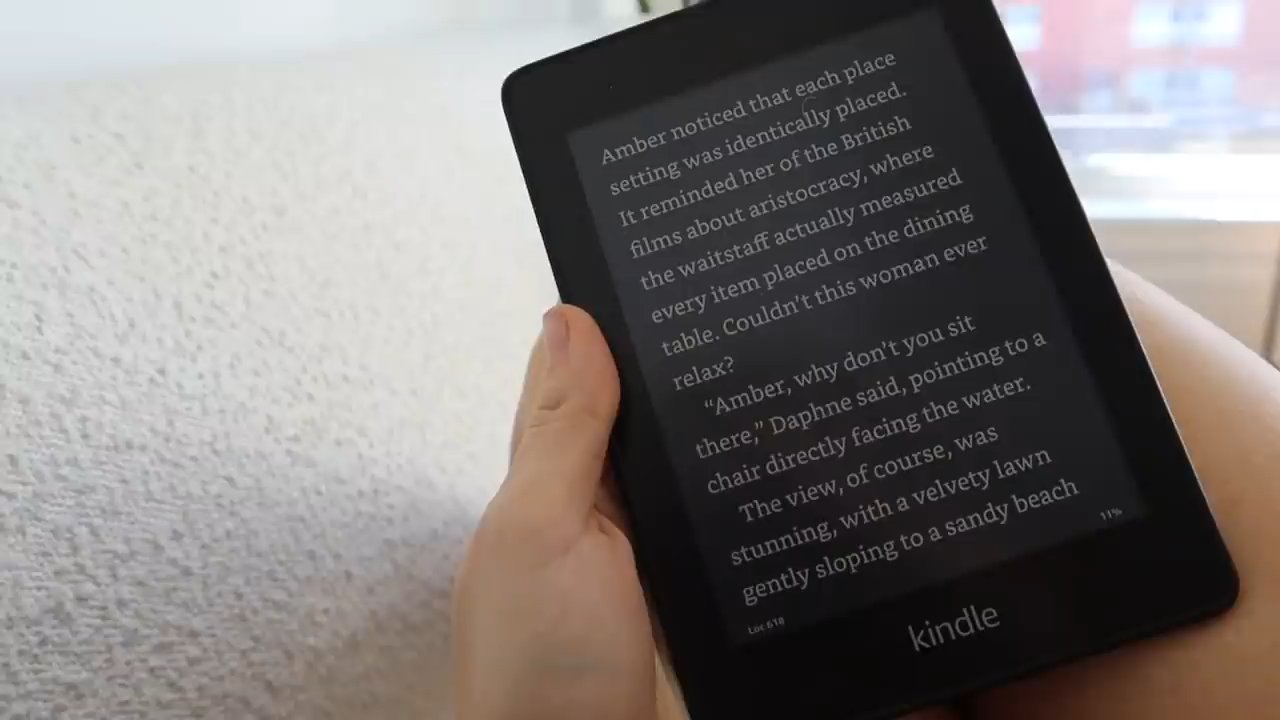 Amber noticed that each place
setting was identically placed.
It reminded her of the British
films about aristocracy, where
the waitstaff actually measured
every item placed on the dining
table. Couldn't this woman ever
relax?
“Amber, why don't you sit
there,” Daphne said, pointing to a
chair directly facing the water.
The view, of course, was
stunning, with a velvety lawn
gently sloping to a sandy beach
Loc 618
11%
kindle